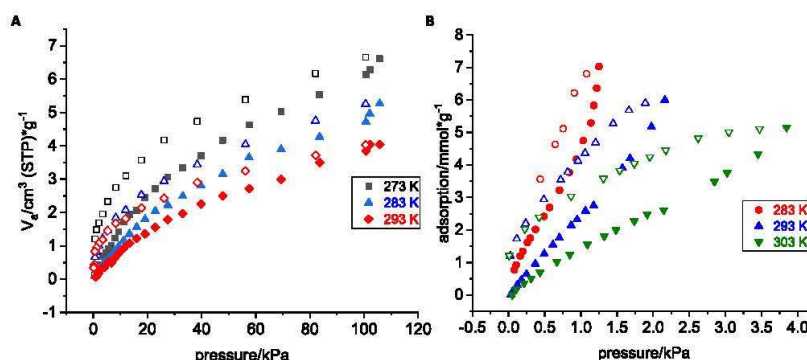 A
Vₐ/cm³ (STP)*g⁻¹
7
6
5
4
3
2
1
0
273 K
283 K
293 K
0 20 40 60 80 100 120
pressure/kPa
B
adsorption/mmol*g⁻¹
8
7
6
5
4
3
2
1
0
283 K
293 K
303 K
-0.5 0.0 0.5 1.0 1.5 2.0 2.5 3.0 3.5 4.0
pressure/kPa